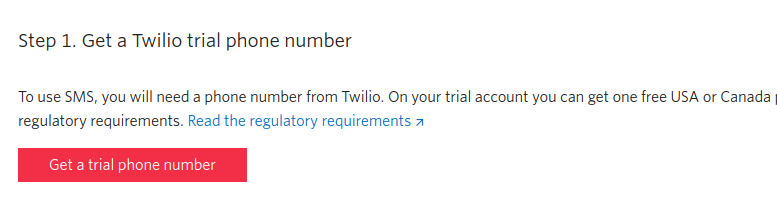 Step 1. Get a Twilio trial phone number
To use SMS, you will need a phone number from Twilio. On your trial account you can get one free USA or Canada
regulatory requirements. Read the regulatory requirements ↗
Get a trial phone number